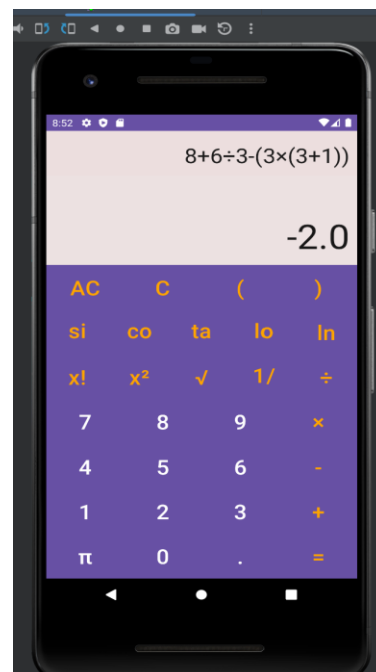 8:52
8+6÷3-(3×(3+1))
-2.0
AC C ( )
si co ta lo ln
x! x² √ 1/ ÷
7 8 9 ×
4 5 6 -
1 2 3 +
π 0 . =